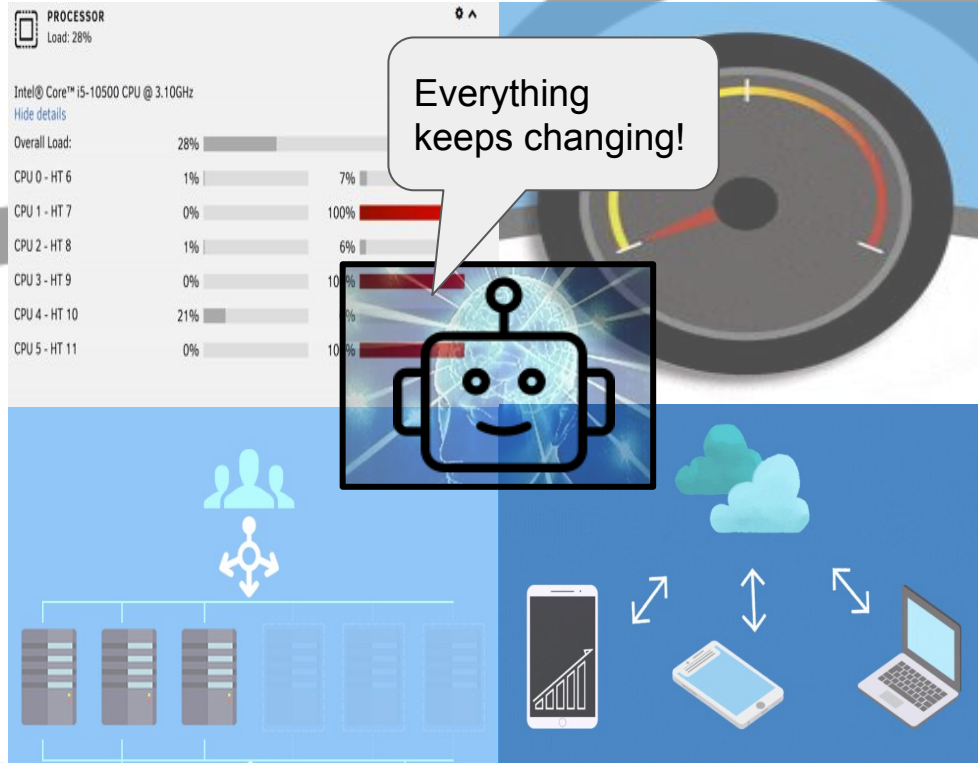 PROCESSOR
Load: 28%
Everything
keeps changing!
Intel® Core™ i5-10500 CPU @ 3.10GHz
Hide details
Overall Load: 28%
CPU 0 - HT 6 1% 7%
CPU 1 - HT 7 0% 100%
CPU 2 - HT 8 1% 6%
CPU 3 - HT 9 0%
CPU 4 - HT 10 21%
CPU 5 - HT 11 0%